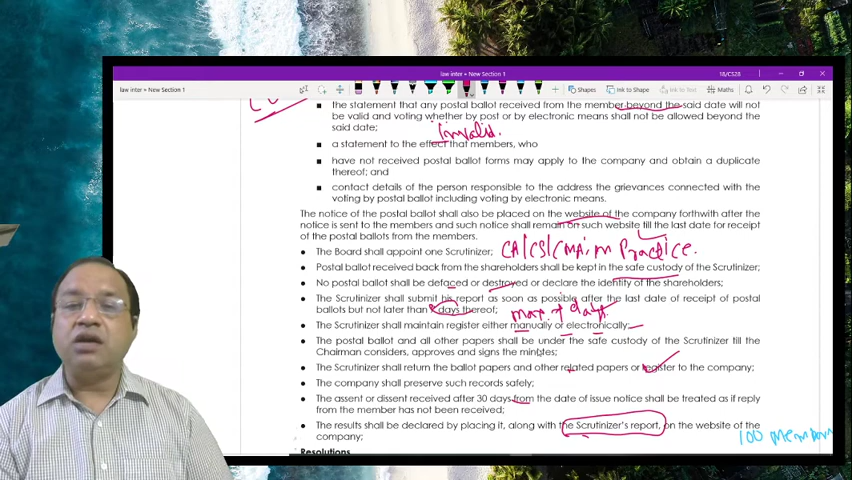 law inter » New Section 1
18/CS28
law inter » New Section 1
Shapes
Ink to Shape
Ink to Text
Maths
the statement that any postal ballot received from the member beyond the said date will not
be valid and voting whether by post or by electronic means shall not be allowed beyond the
said date;
invalid.
a statement to the effect that members, who
have not received postal ballot forms may apply to the company and obtain a duplicate
thereof; and
contact details of the person responsible to the address the grievances connected with the
voting by postal ballot including voting by electronic means.
The notice of the postal ballot shall also be placed on the website of the company forthwith after the
notice is sent to the members and such notice shall remain on such website till the last date for receipt
of the postal ballots from the members.
• The Board shall appoint one Scrutinizer; CA/CS/CMA in Practice.
• Postal ballot received back from the shareholders shall be kept in the safe custody of the Scrutinizer;
• No postal ballot shall be defaced or destroyed or declare the identity of the shareholders;
• The Scrutinizer shall submit his report as soon as possible after the last date of receipt of postal
ballots but not later than 7 days thereof; max. 7 days.
• The Scrutinizer shall maintain register either manually or electronically;
• The postal ballot and all other papers shall be under the safe custody of the Scrutinizer till the
Chairman considers, approves and signs the minutes;
• The Scrutinizer shall return the ballot papers and other related papers or register to the company;
• The company shall preserve such records safely;
• The assent or dissent received after 30 days from the date of issue notice shall be treated as if reply
from the member has not been received;
• The results shall be declared by placing it, along with the Scrutinizer's report, on the website of the
company;
100 members
Resolutions